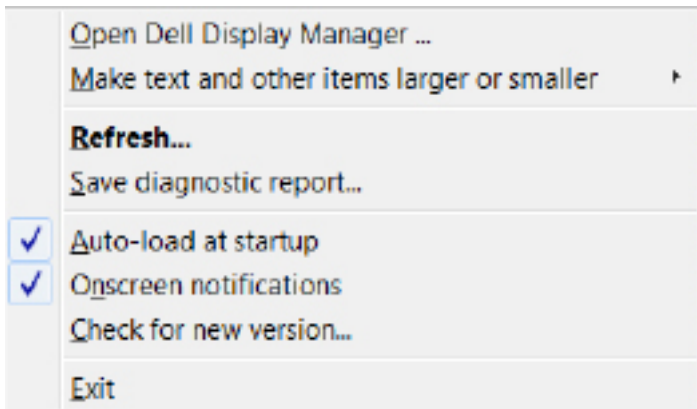 Open Dell Display Manager ...
Make text and other items larger or smaller
Refresh...
Save diagnostic report...
Auto-load at startup
Onscreen notifications
Check for new version...
Exit